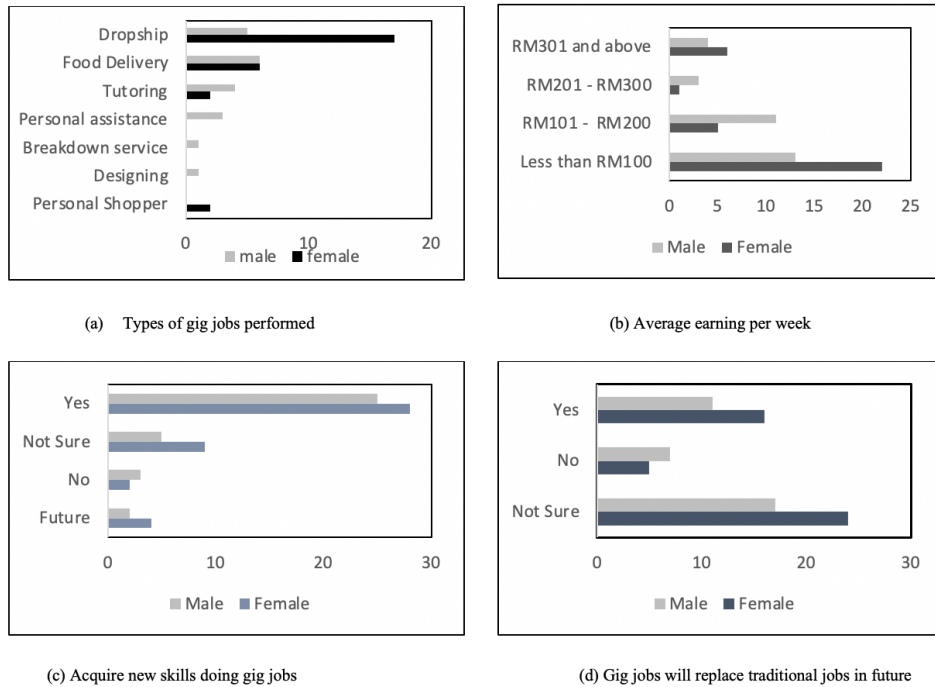 Dropship
Food Delivery
Tutoring
Personal assistance
Breakdown service
Designing
Personal Shopper
0 10 20
male female
(a) Types of gig jobs performed
RM301 and above
RM201 - RM300
RM101 - RM200
Less than RM100
0 5 10 15 20 25
Male Female
(b) Average earning per week
Yes
Not Sure
No
Future
0 10 20 30
Male Female
(c) Acquire new skills doing gig jobs
Yes
No
Not Sure
0 10 20 30
Male Female
(d) Gig jobs will replace traditional jobs in future